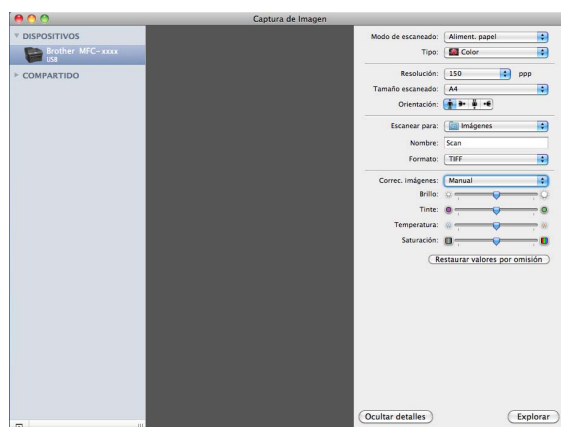 Captura de Imagen
DISPOSITIVOS
Brother MFC-xxxx
USB
COMPARTIDO
Modo de escaneado: Aliment. papel
Tipo: Color
Resolución: 150 ppp
Tamaño escaneado: A4
Orientación:
Escanear para: Imágenes
Nombre: Scan
Formato: TIFF
Correc. imágenes: Manual
Brillo:
Tinte:
Temperatura:
Saturación:
Restaurar valores por omisión
Ocultar detalles
Explorar